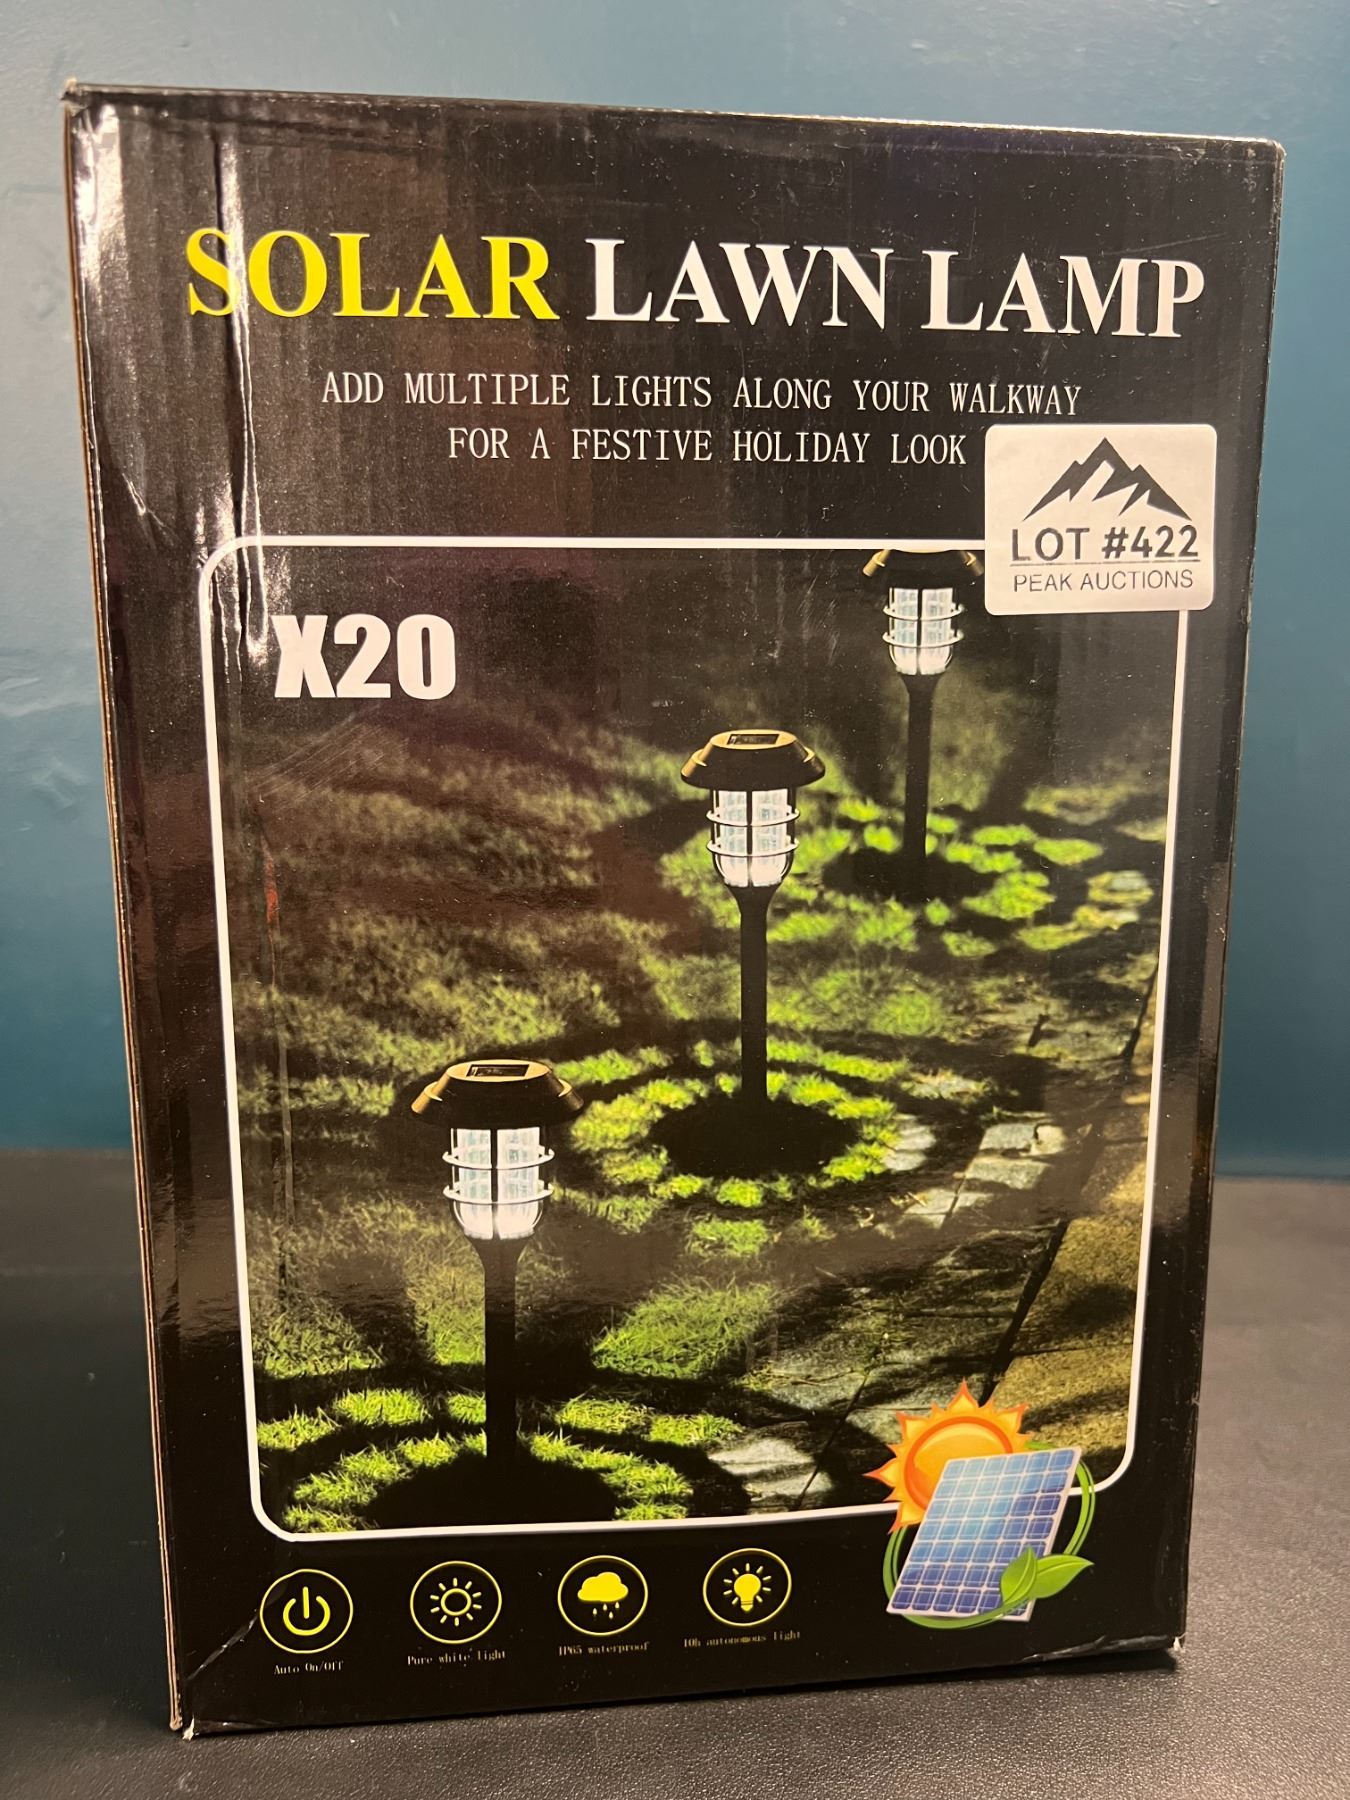 SOLAR LAWN LAMP
ADD MULTIPLE LIGHTS ALONG YOUR WALKWAY
FOR A FESTIVE HOLIDAY LOOK
LOT #422
PEAK AUCTIONS
X20
Auto On/Off
Pure white light
IP65 waterproof
10h autonomous light